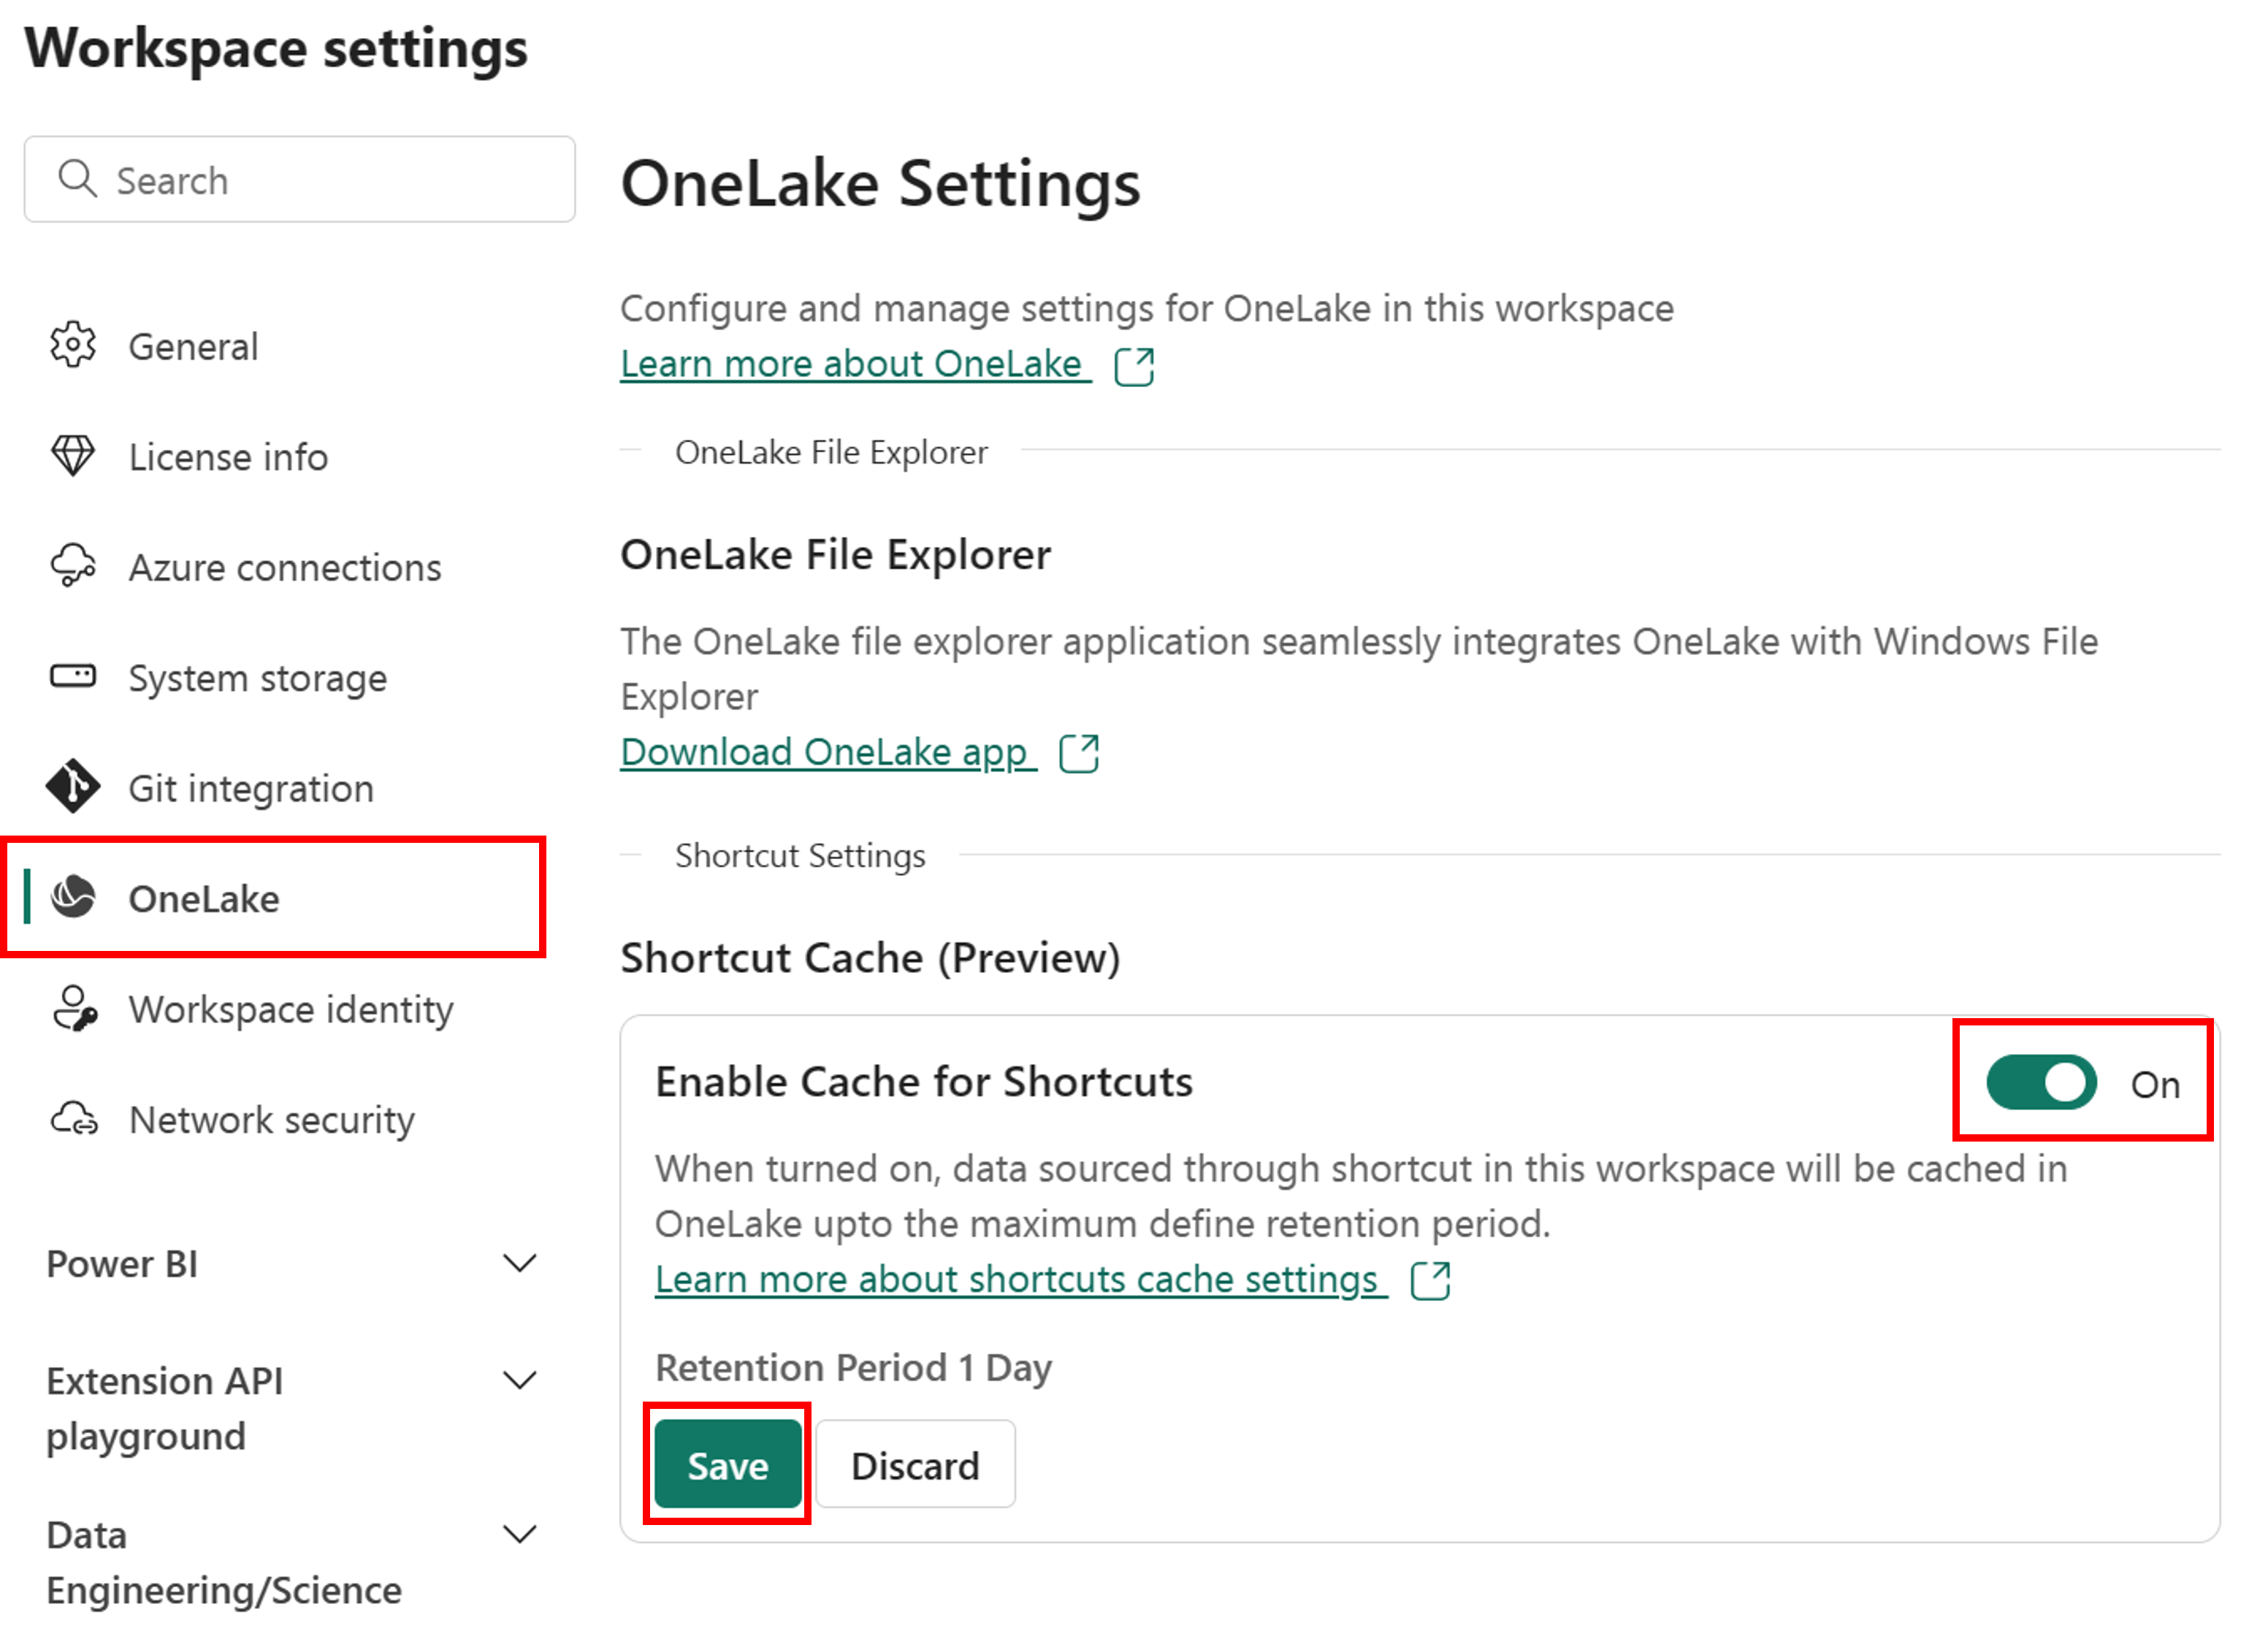 Workspace settings
Search
General
License info
Azure connections
System storage
Git integration
OneLake
Workspace identity
Network security
Power BI
Extension API
playground
Data
Engineering/Science
OneLake Settings
Configure and manage settings for OneLake in this workspace
Learn more about OneLake
OneLake File Explorer
OneLake File Explorer
The OneLake file explorer application seamlessly integrates OneLake with Windows File
Explorer
Download OneLake app
Shortcut Settings
Shortcut Cache (Preview)
Enable Cache for Shortcuts
On
When turned on, data sourced through shortcut in this workspace will be cached in
OneLake upto the maximum define retention period.
Learn more about shortcuts cache settings
Retention Period 1 Day
Save
Discard